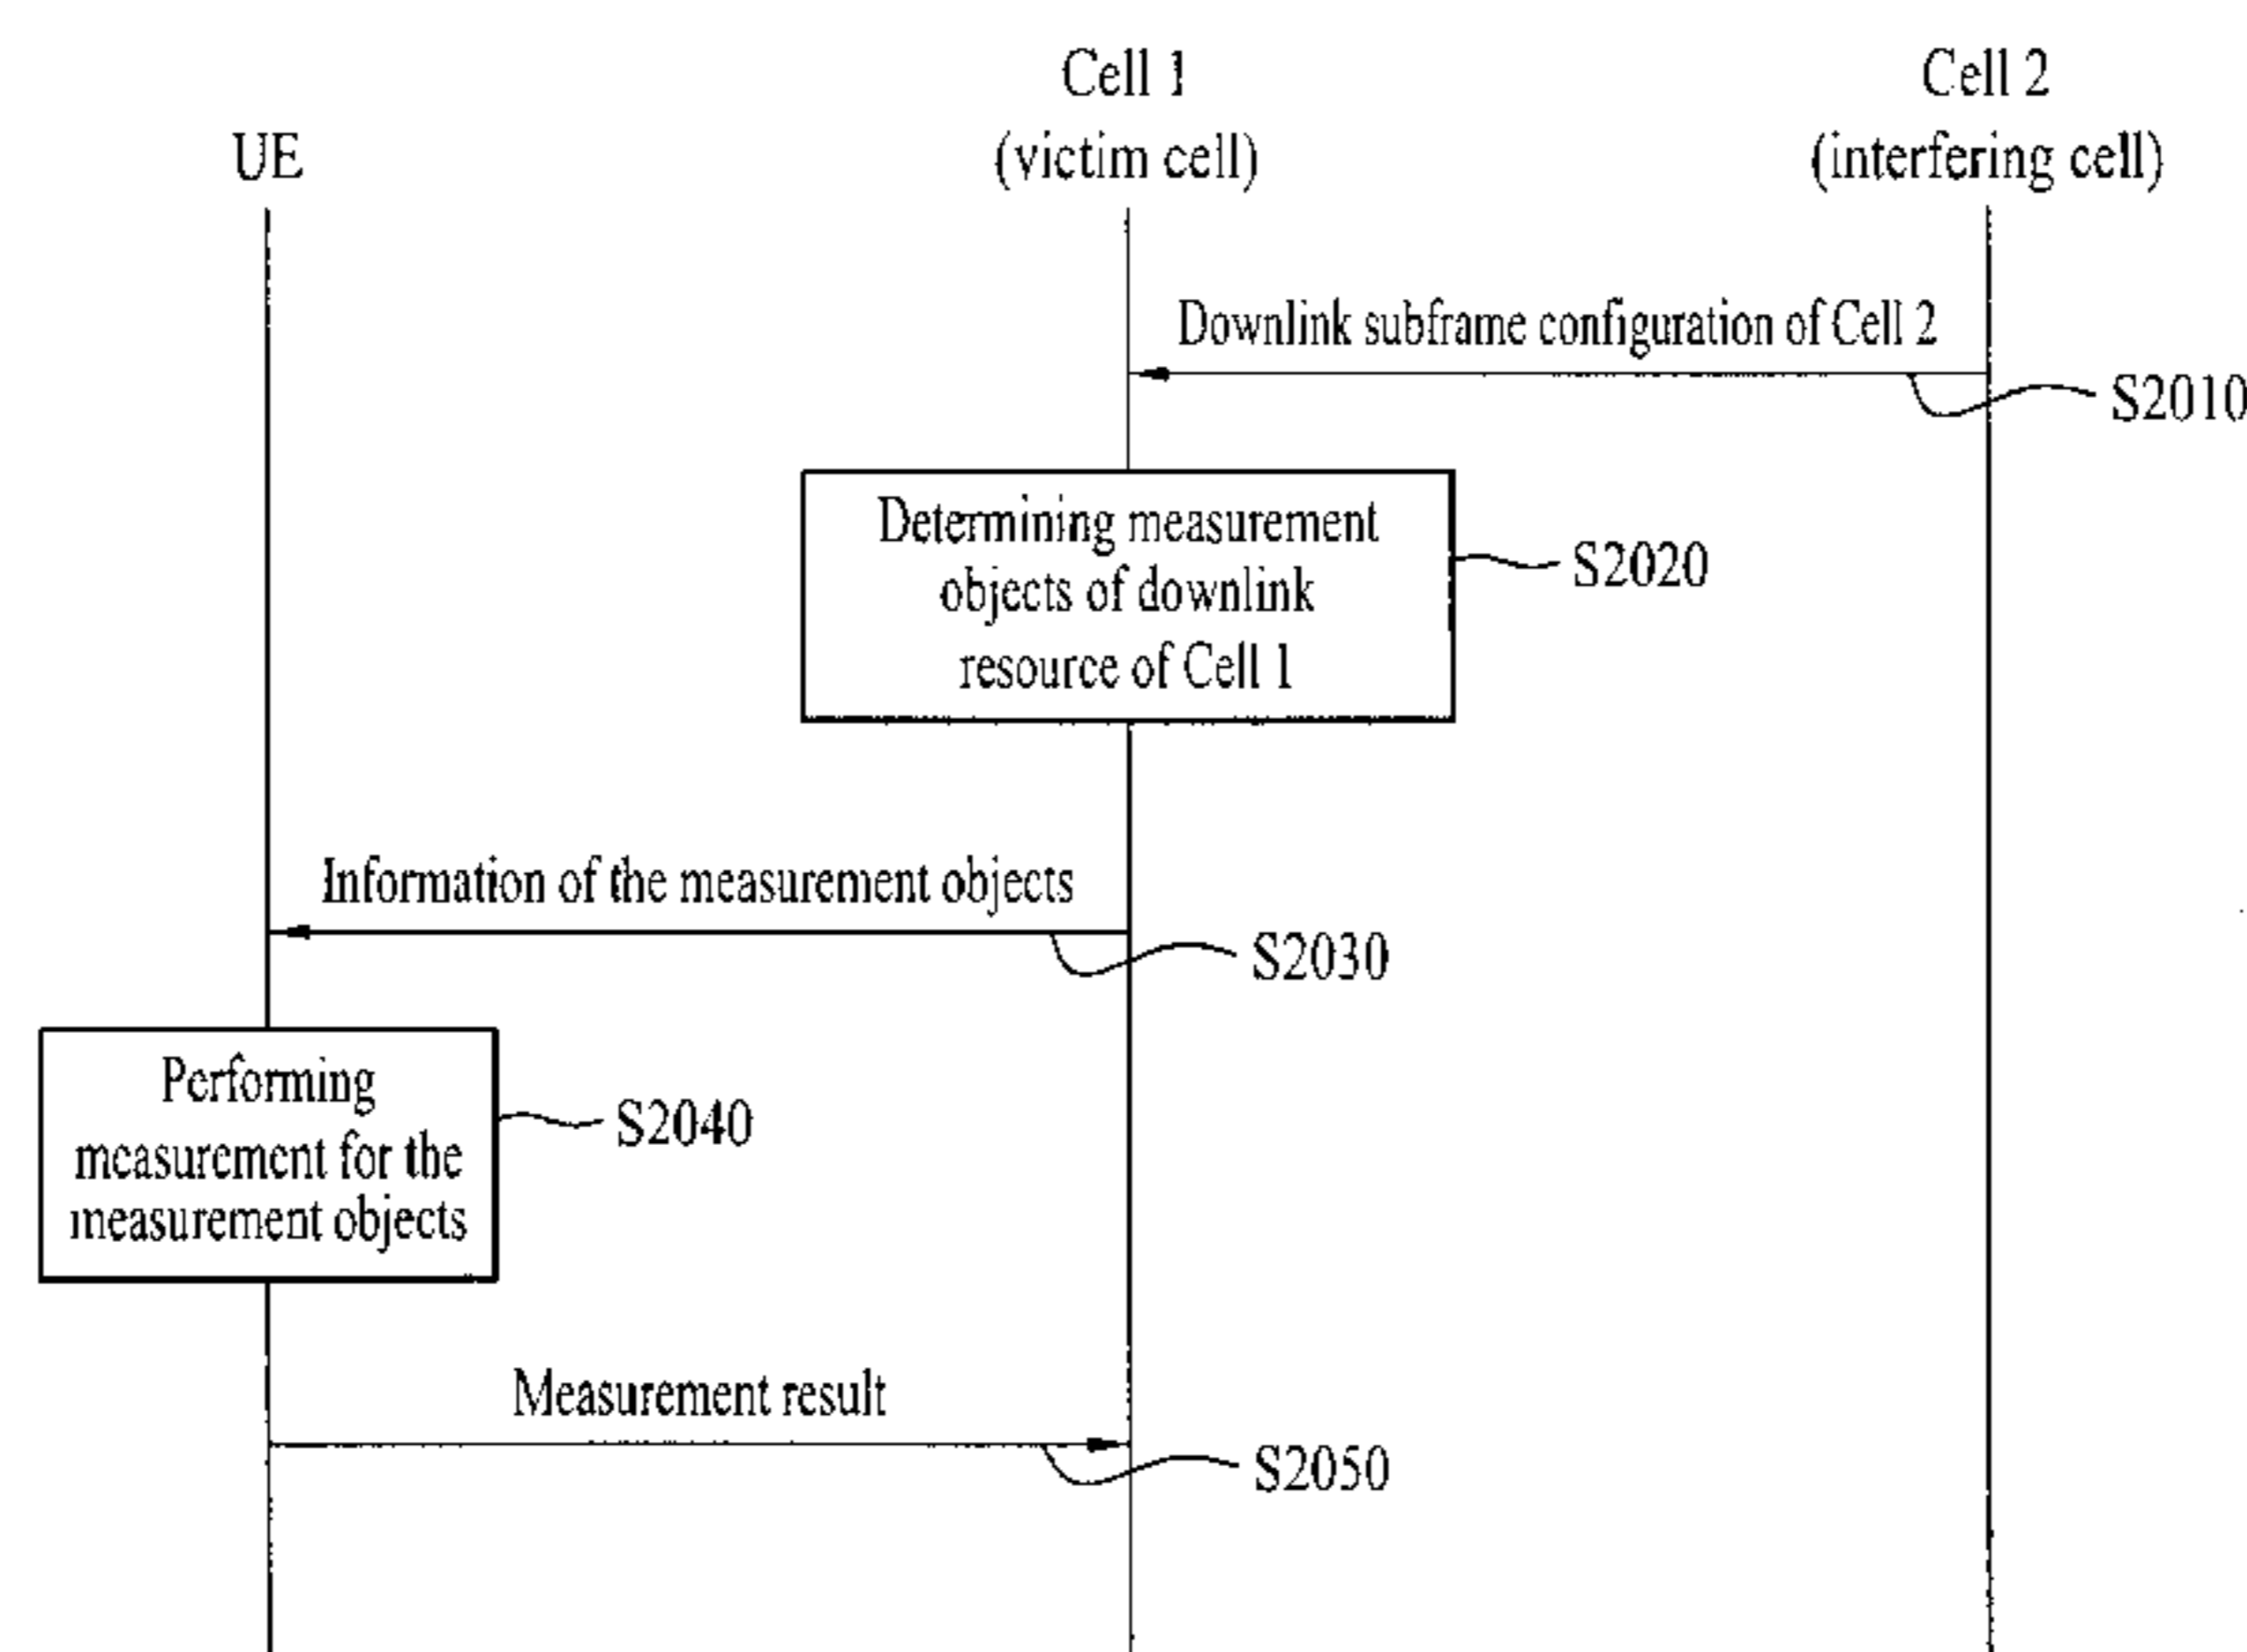 Cell 1
(victim cell)
Cell 2
(interfering cell)
UE
Downlink subframe configuration of Cell 2
S2010
Determining measurement
objects of downlink
resource of Cell 1
S2020
Information of the measurement objects
S2030
Performing
measurement for the
measurement objects
S2040
Measurement result
S2050